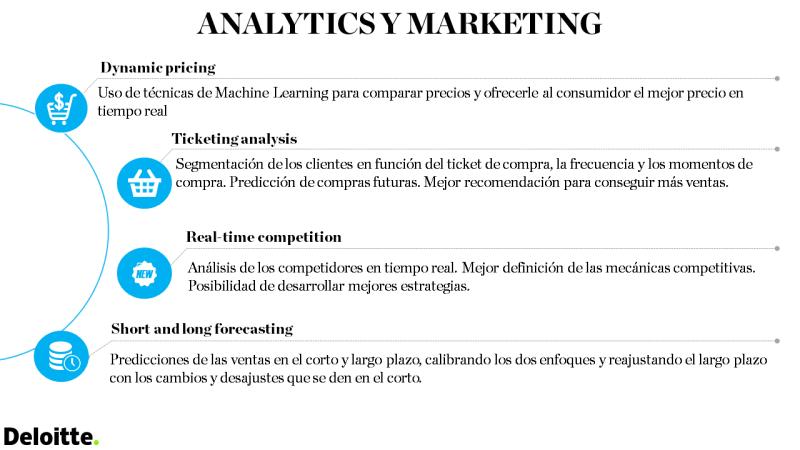 ANALYTICS Y MARKETING
Dynamic pricing
Uso de técnicas de Machine Learning para comparar precios y ofrecerle al consumidor el mejor precio en
tiempo real
Ticketing analysis
Segmentación de los clientes en función del ticket de compra, la frecuencia y los momentos de
compra. Predicción de compras futuras. Mejor recomendación para conseguir más ventas.
Real-time competition
NEW
Análisis de los competidores en tiempo real. Mejor definición de las mecánicas competitivas.
Posibilidad de desarrollar mejores estrategias.
Short and long forecasting
Predicciones de las ventas en el corto y largo plazo, calibrando los dos enfoques y reajustando el largo plazo
con los cambios y desajustes que se den en el corto.
Deloitte.